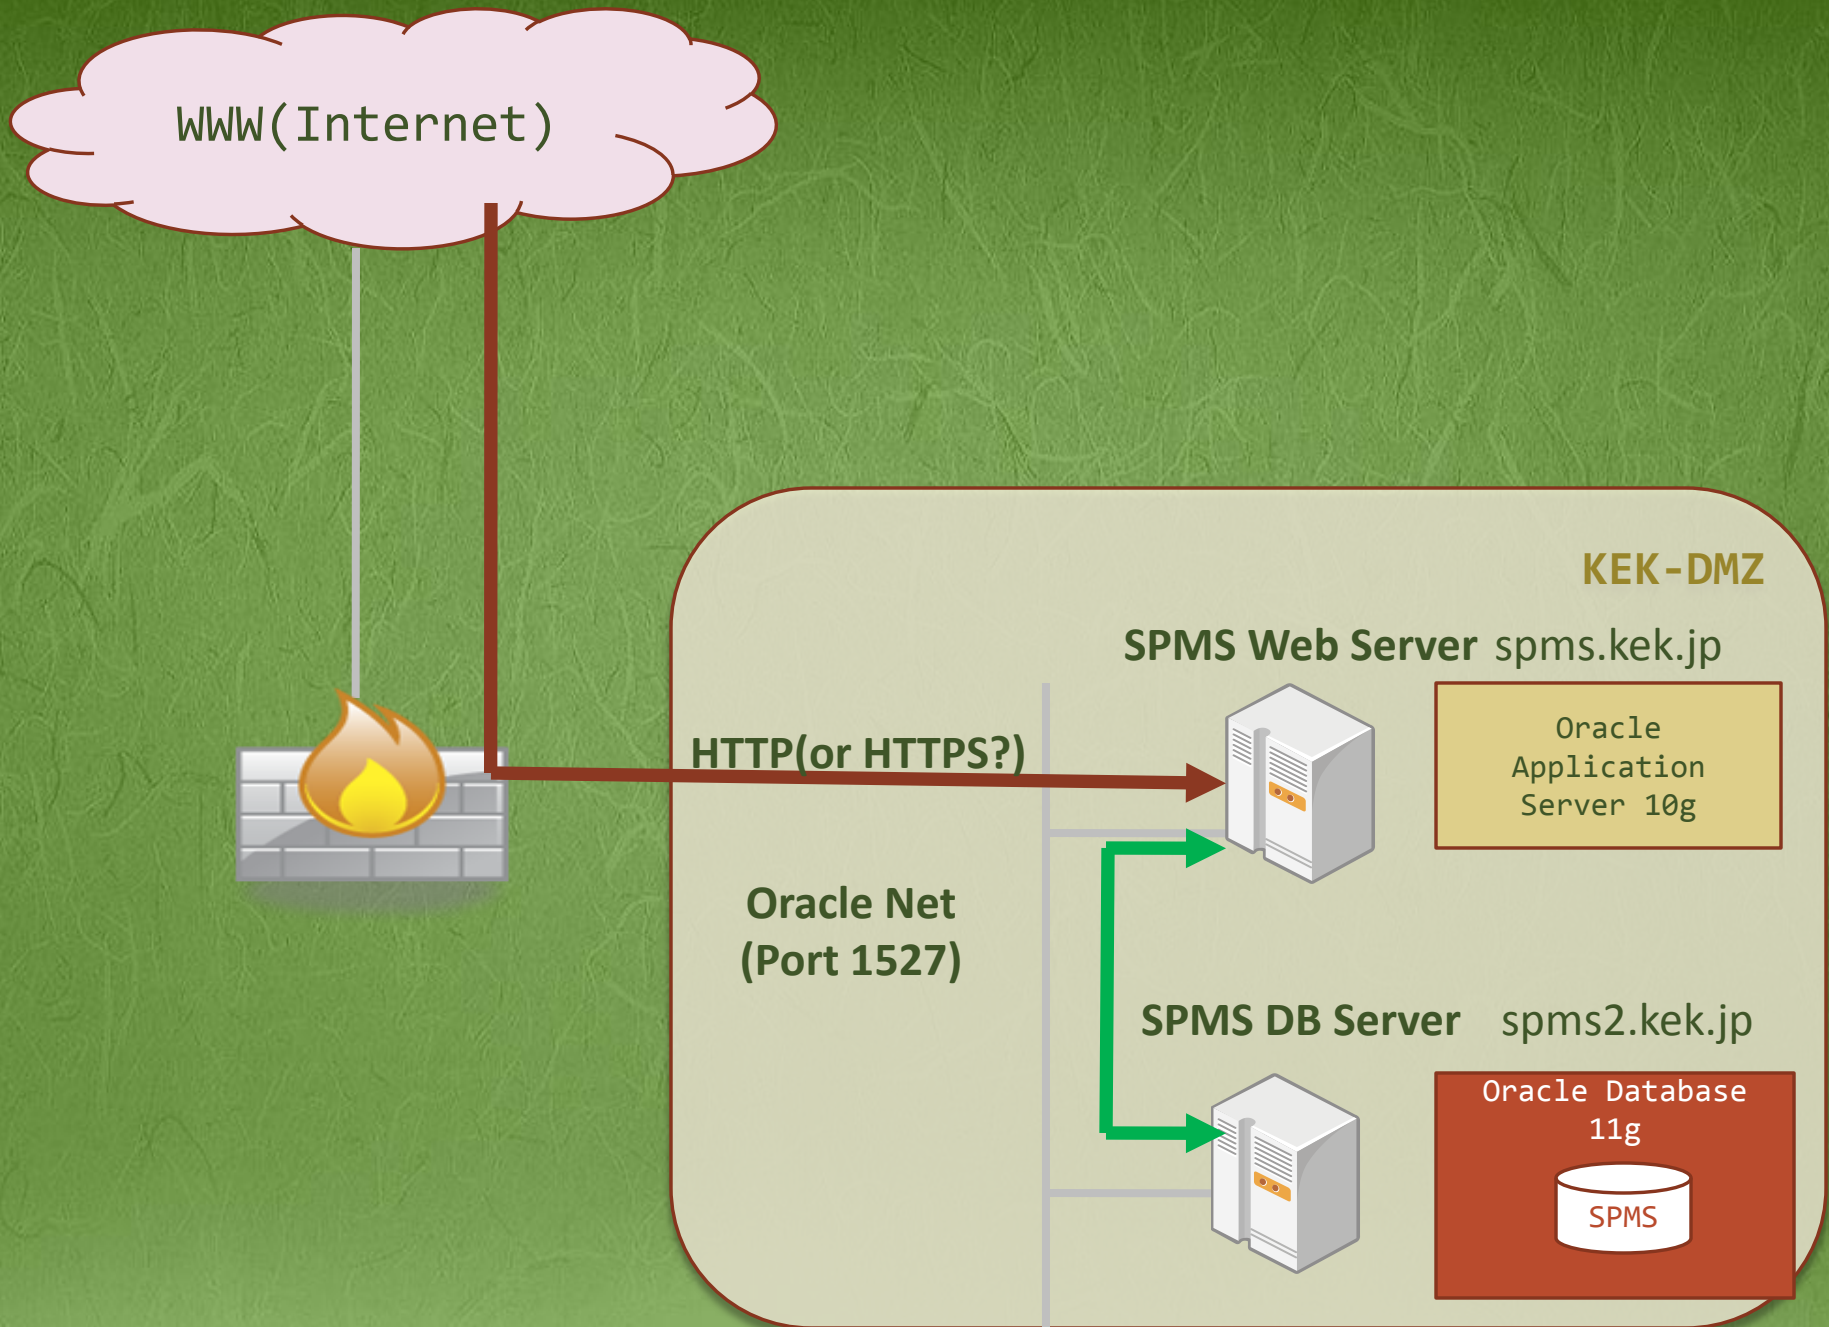 WWW(Internet)
KEK-DMZ
SPMS Web Server spms.kek.jp
Oracle
Application
Server 10g
HTTP(or HTTPS?)
Oracle Net
(Port 1527)
SPMS DB Server spms2.kek.jp
Oracle Database
11g
SPMS